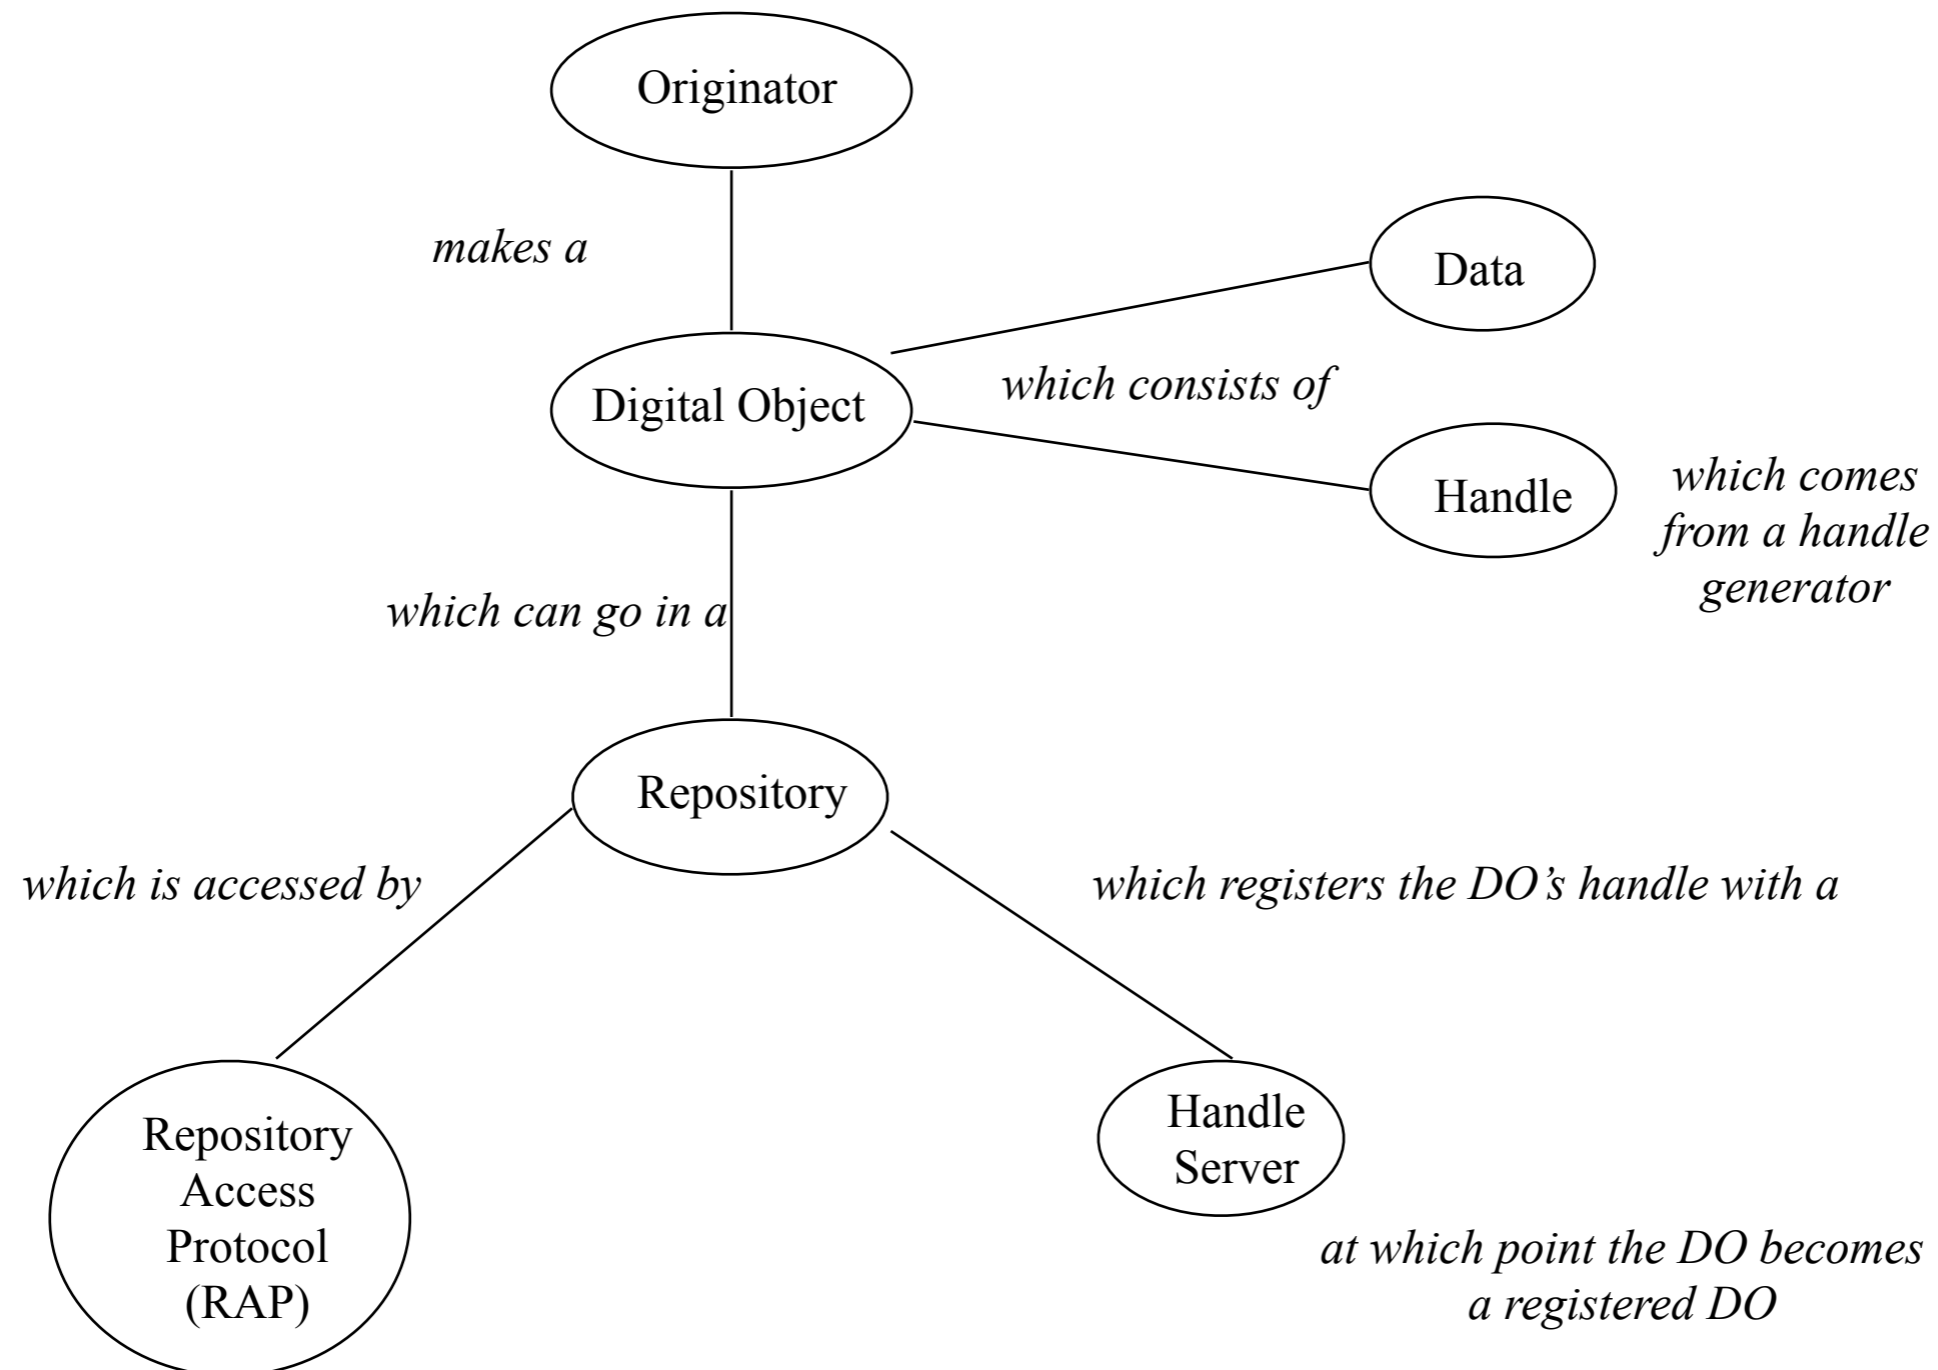 Originator
makes a
Data
which consists of
Digital Object
Handle
which comes
from a handle
generator
which can go in a
Repository
which is accessed by
which registers the DO’s handle with a
Repository
Access
Protocol
(RAP)
Handle
Server
at which point the DO becomes
a registered DO